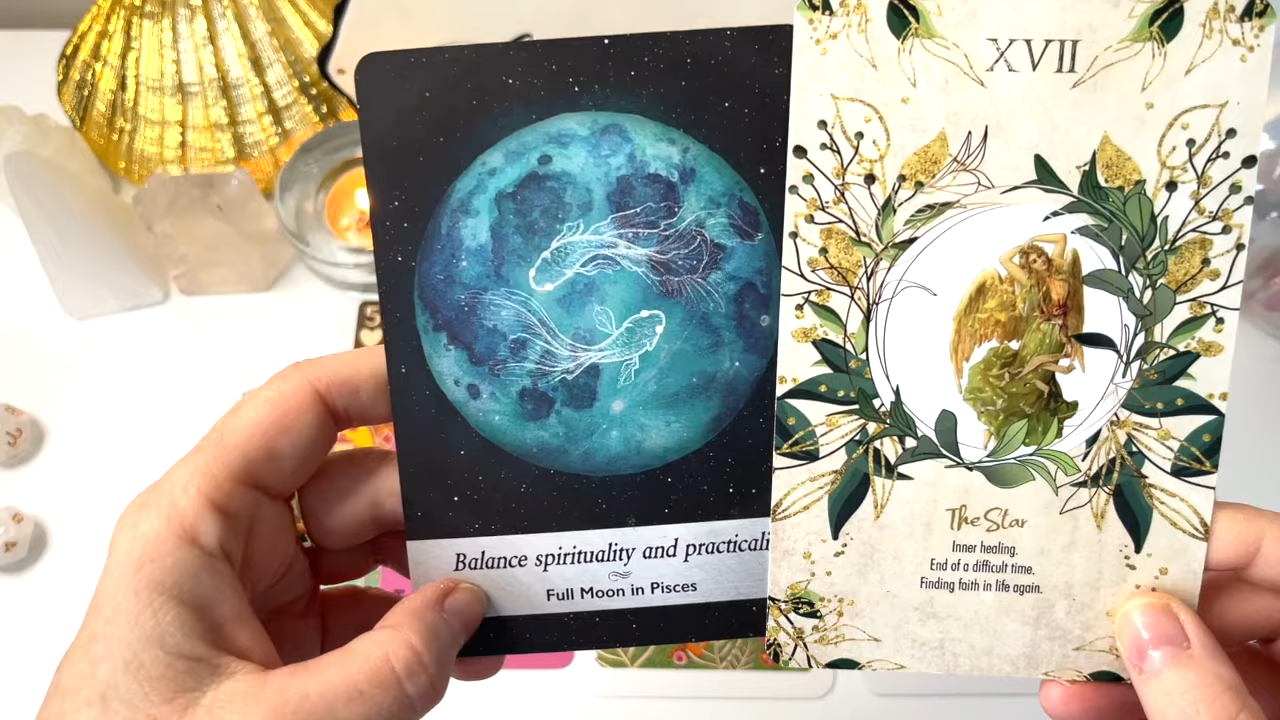 5
Balance spirituality and practicali
Full Moon in Pisces
XVII
The Star
Inner healing.
End of a difficult time.
Finding faith in life again.